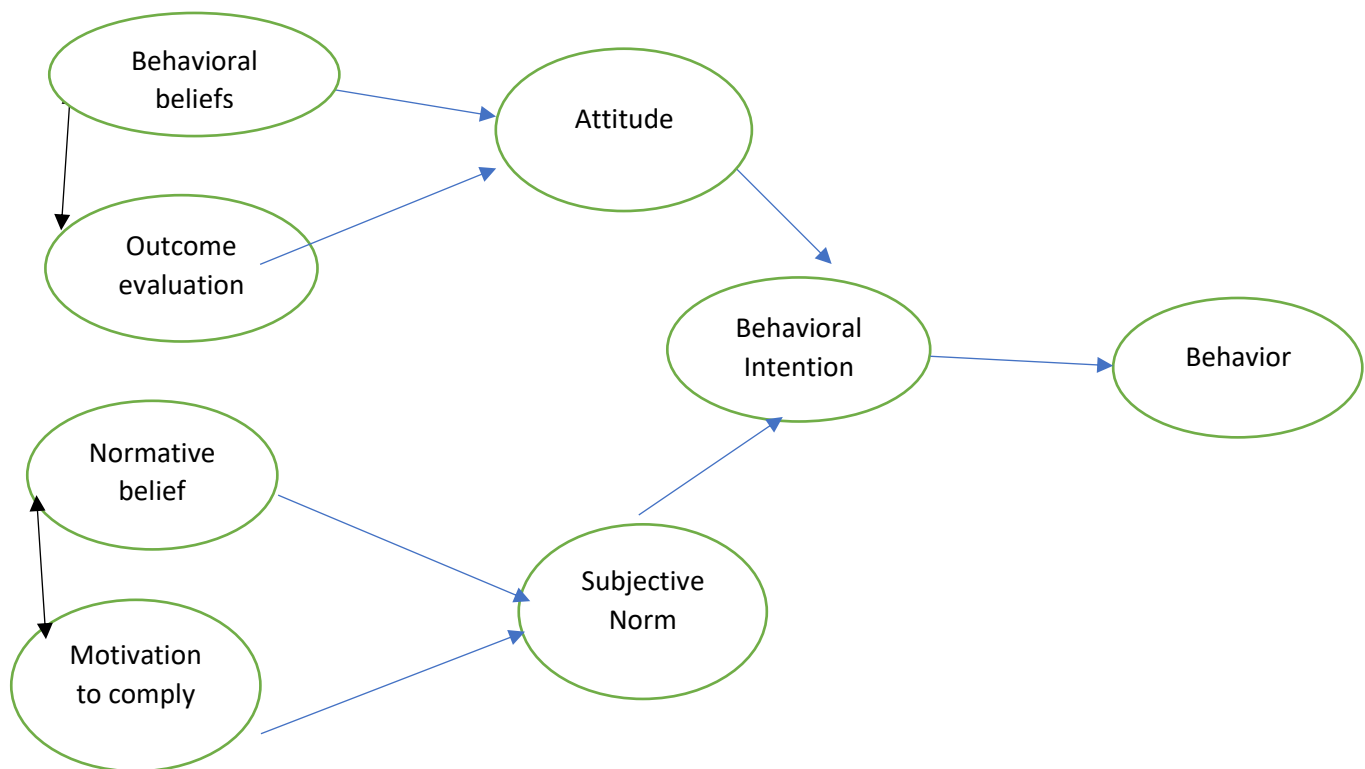 Behavioral
beliefs
Attitude
Outcome
evaluation
Behavioral
Intention
Behavior
Normative
belief
Subjective
Norm
Motivation
to comply